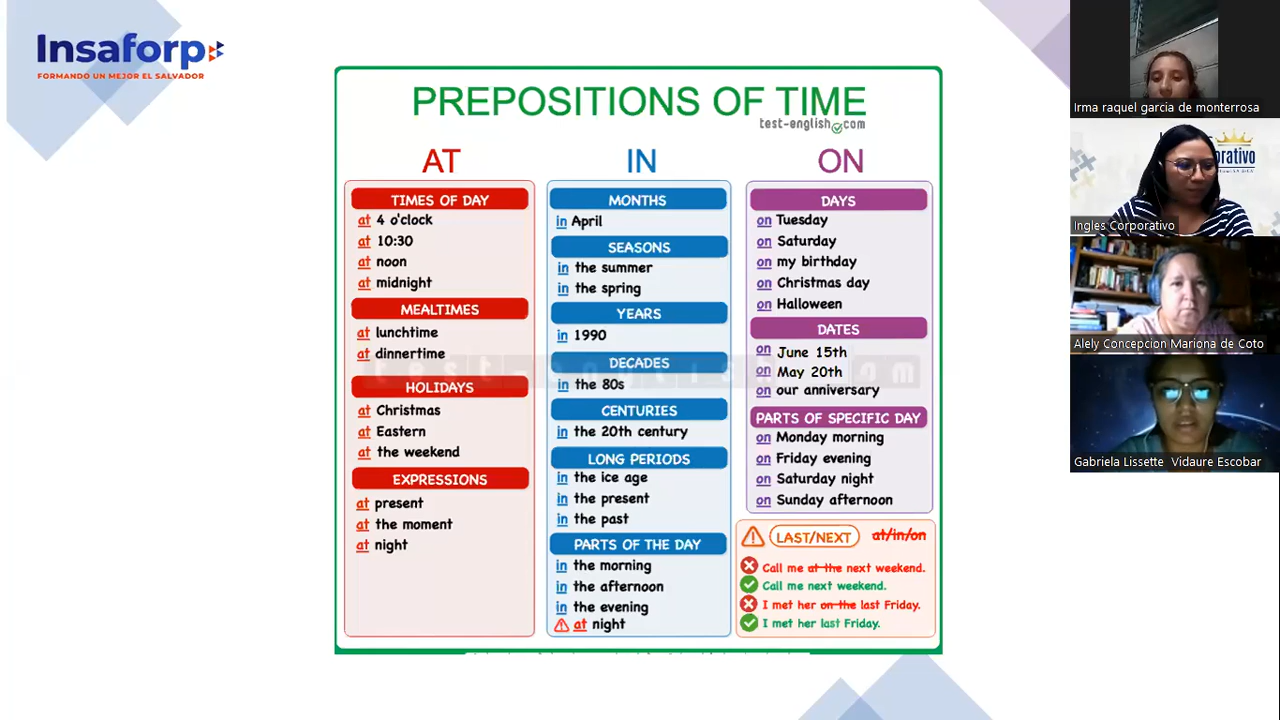 Insaforp
FORMANDO UN MEJOR EL SALVADOR
PREPOSITIONS OF TIME
test-english.com
AT
TIMES OF DAY
at 4 o'clock
at 10:30
at noon
at midnight
MEALTIMES
at lunchtime
at dinnertime
HOLIDAYS
at Christmas
at Eastern
at the weekend
EXPRESSIONS
at present
at the moment
at night
IN
MONTHS
in April
SEASONS
in the summer
in the spring
YEARS
in 1990
DECADES
in the 80s
CENTURIES
in the 20th century
LONG PERIODS
in the ice age
in the present
in the past
PARTS OF THE DAY
in the morning
in the afternoon
in the evening
at night
ON
DAYS
on Tuesday
on Saturday
on my birthday
on Christmas day
on Halloween
DATES
on June 15th
on May 20th
on our anniversary
PARTS OF SPECIFIC DAY
on Monday morning
on Friday evening
on Saturday night
on Sunday afternoon
LAST/NEXT at/in/on
Call me at the next weekend.
Call me next weekend.
I met her on the last Friday.
I met her last Friday.
Irma raquel garcia de monterrosa
Ingles Corporativo
Alely Concepcion Mariona de Coto
Gabriela Lissette Vidaure Escobar